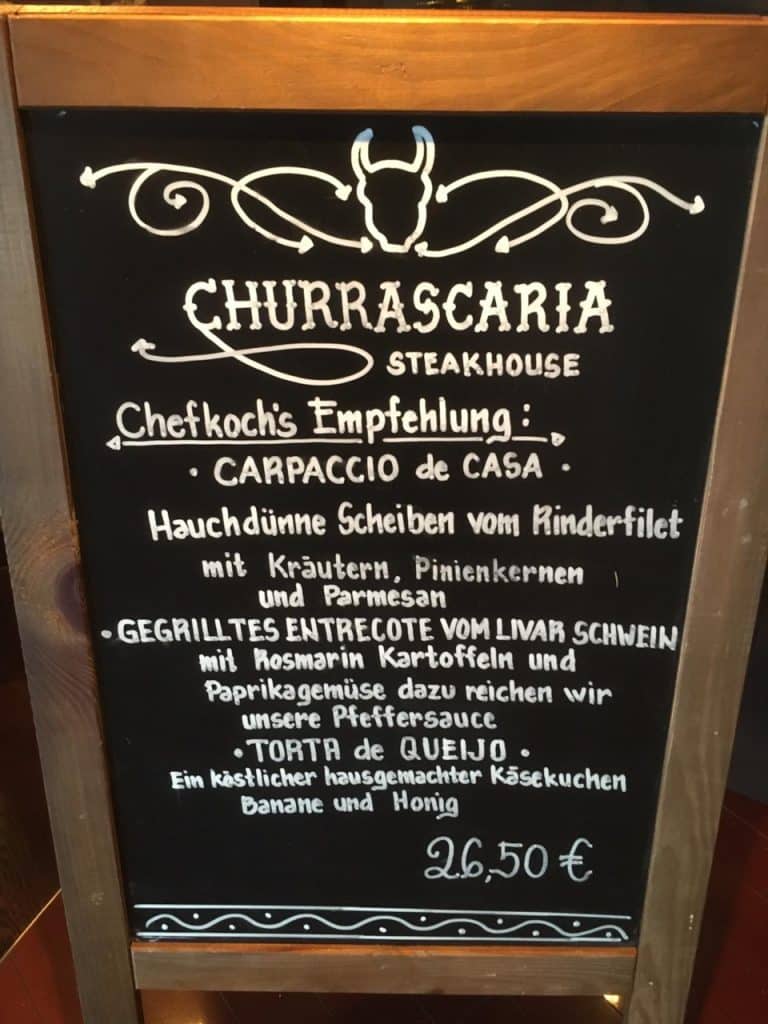 CHURRASCARIA
STEAKHOUSE
Chefkoch's Empfehlung:
· CARPACCIO de CASA ·
Hauchdünne Scheiben vom Rinderfilet
mit Kräutern, Pinienkernen
und Parmesan
· GEGRILLTES ENTRECOTE VOM LIVAR SCHWEIN
mit Rosmarin Kartoffeln und
Paprikagemüse dazu reichen wir
unsere Pfeffersauce
· TORTA de QUEIJO ·
Ein köstlicher hausgemachter Käsekuchen
Banane und Honig
26,50 €